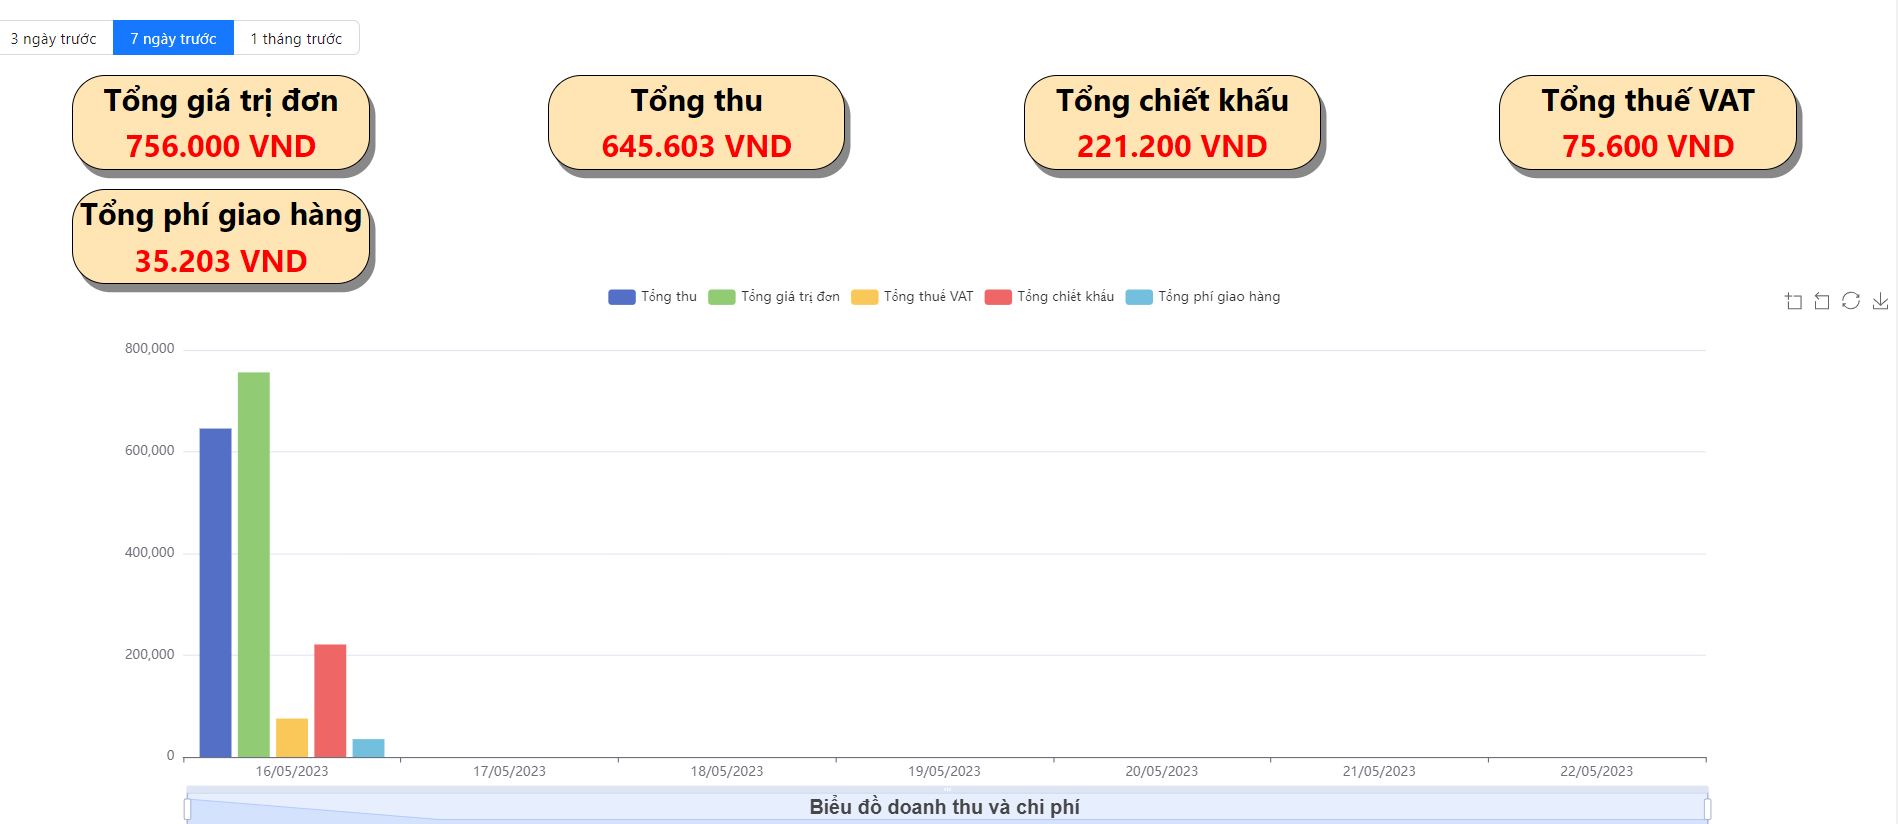 3 ngày trước 7 ngày trước 1 tháng trước
Tổng giá trị đơn
756.000 VND
Tổng thu
645.603 VND
Tổng chiết khấu
221.200 VND
Tổng thuế VAT
75.600 VND
Tổng phí giao hàng
35.203 VND
Tổng thu Tổng giá trị đơn Tổng thuế VAT Tổng chiết khấu Tổng phí giao hàng
800,000
600,000
400,000
200,000
0
16/05/2023 17/05/2023 18/05/2023 19/05/2023 20/05/2023 21/05/2023 22/05/2023
Biểu đồ doanh thu và chi phí